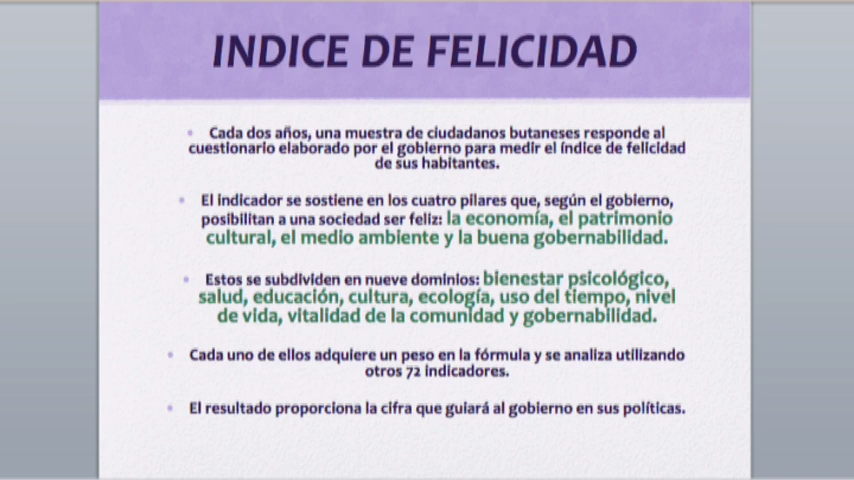 INDICE DE FELICIDAD
• Cada dos años, una muestra de ciudadanos butaneses responde al
cuestionario elaborado por el gobierno para medir el índice de felicidad
de sus habitantes.
• El indicador se sostiene en los cuatro pilares que, según el gobierno,
posibilitan a una sociedad ser feliz: la economía, el patrimonio
cultural, el medio ambiente y la buena gobernabilidad.
• Estos se subdividen en nueve dominios: bienestar psicológico,
salud, educación, cultura, ecología, uso del tiempo, nivel
de vida, vitalidad de la comunidad y gobernabilidad.
• Cada uno de ellos adquiere un peso en la fórmula y se analiza utilizando
otros 72 indicadores.
• El resultado proporciona la cifra que guiará al gobierno en sus políticas.